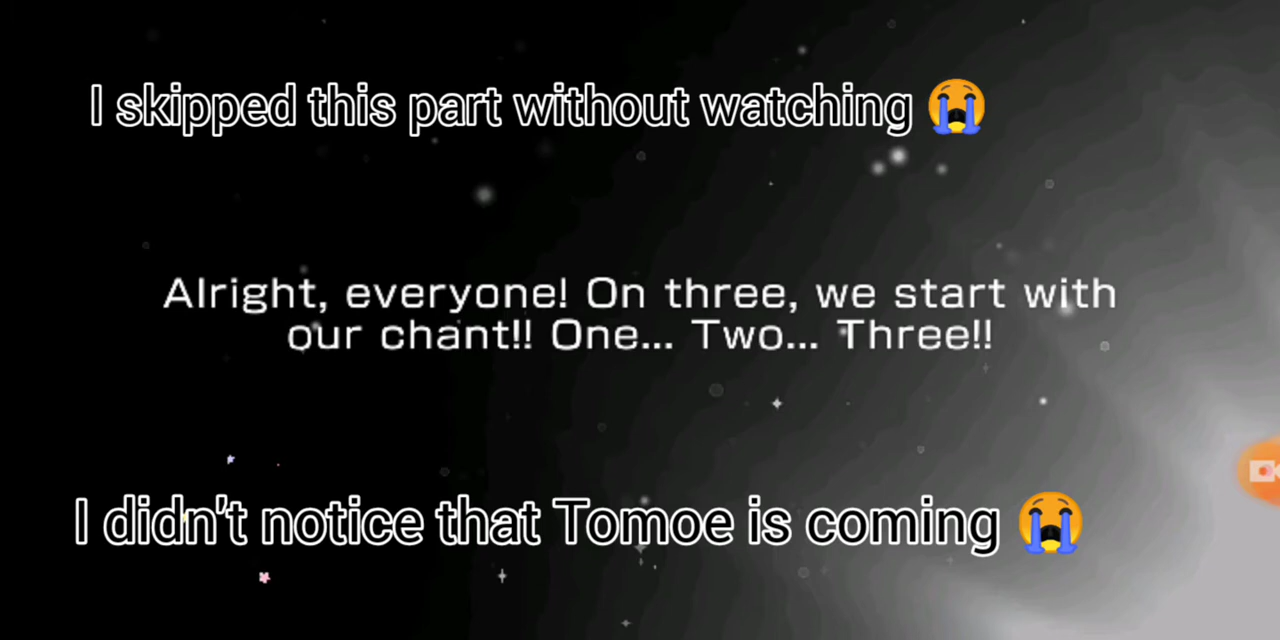 I skipped this part without watching 😭
Alright, everyone! On three, we start with
our chant!! One... Two... Three!!
I didn't notice that Tomoe is coming 😭